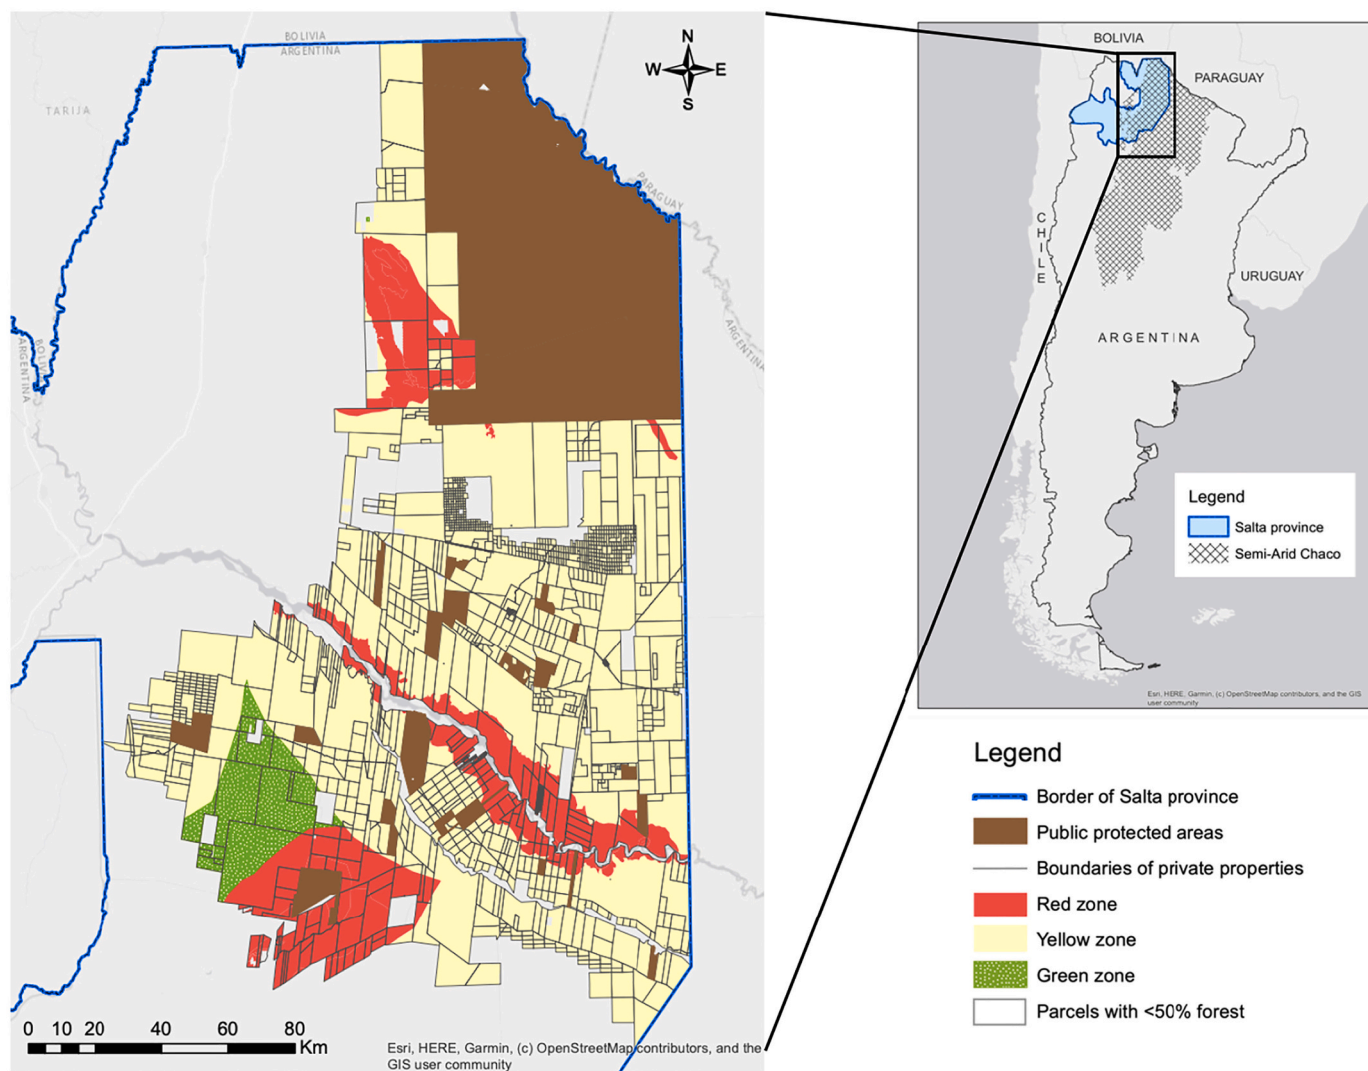 BOLIVIA
ARGENTINA
TARIJA
N
W E
S
PARAGUAY
ARGENTINA
BOLIVIA
ARGENTINA
0 10 20 40 60 80
Km
Esri, HERE, Garmin, (c) OpenStreetMap contributors, and the
GIS user community
BOLIVIA
PARAGUAY
CHILE
URUGUAY
ARGENTINA
Legend
Salta province
Semi-Arid Chaco
Esri, HERE, Garmin, (c) OpenStreetMap contributors, and the GIS
user community
Legend
Border of Salta province
Public protected areas
Boundaries of private properties
Red zone
Yellow zone
Green zone
Parcels with <50% forest